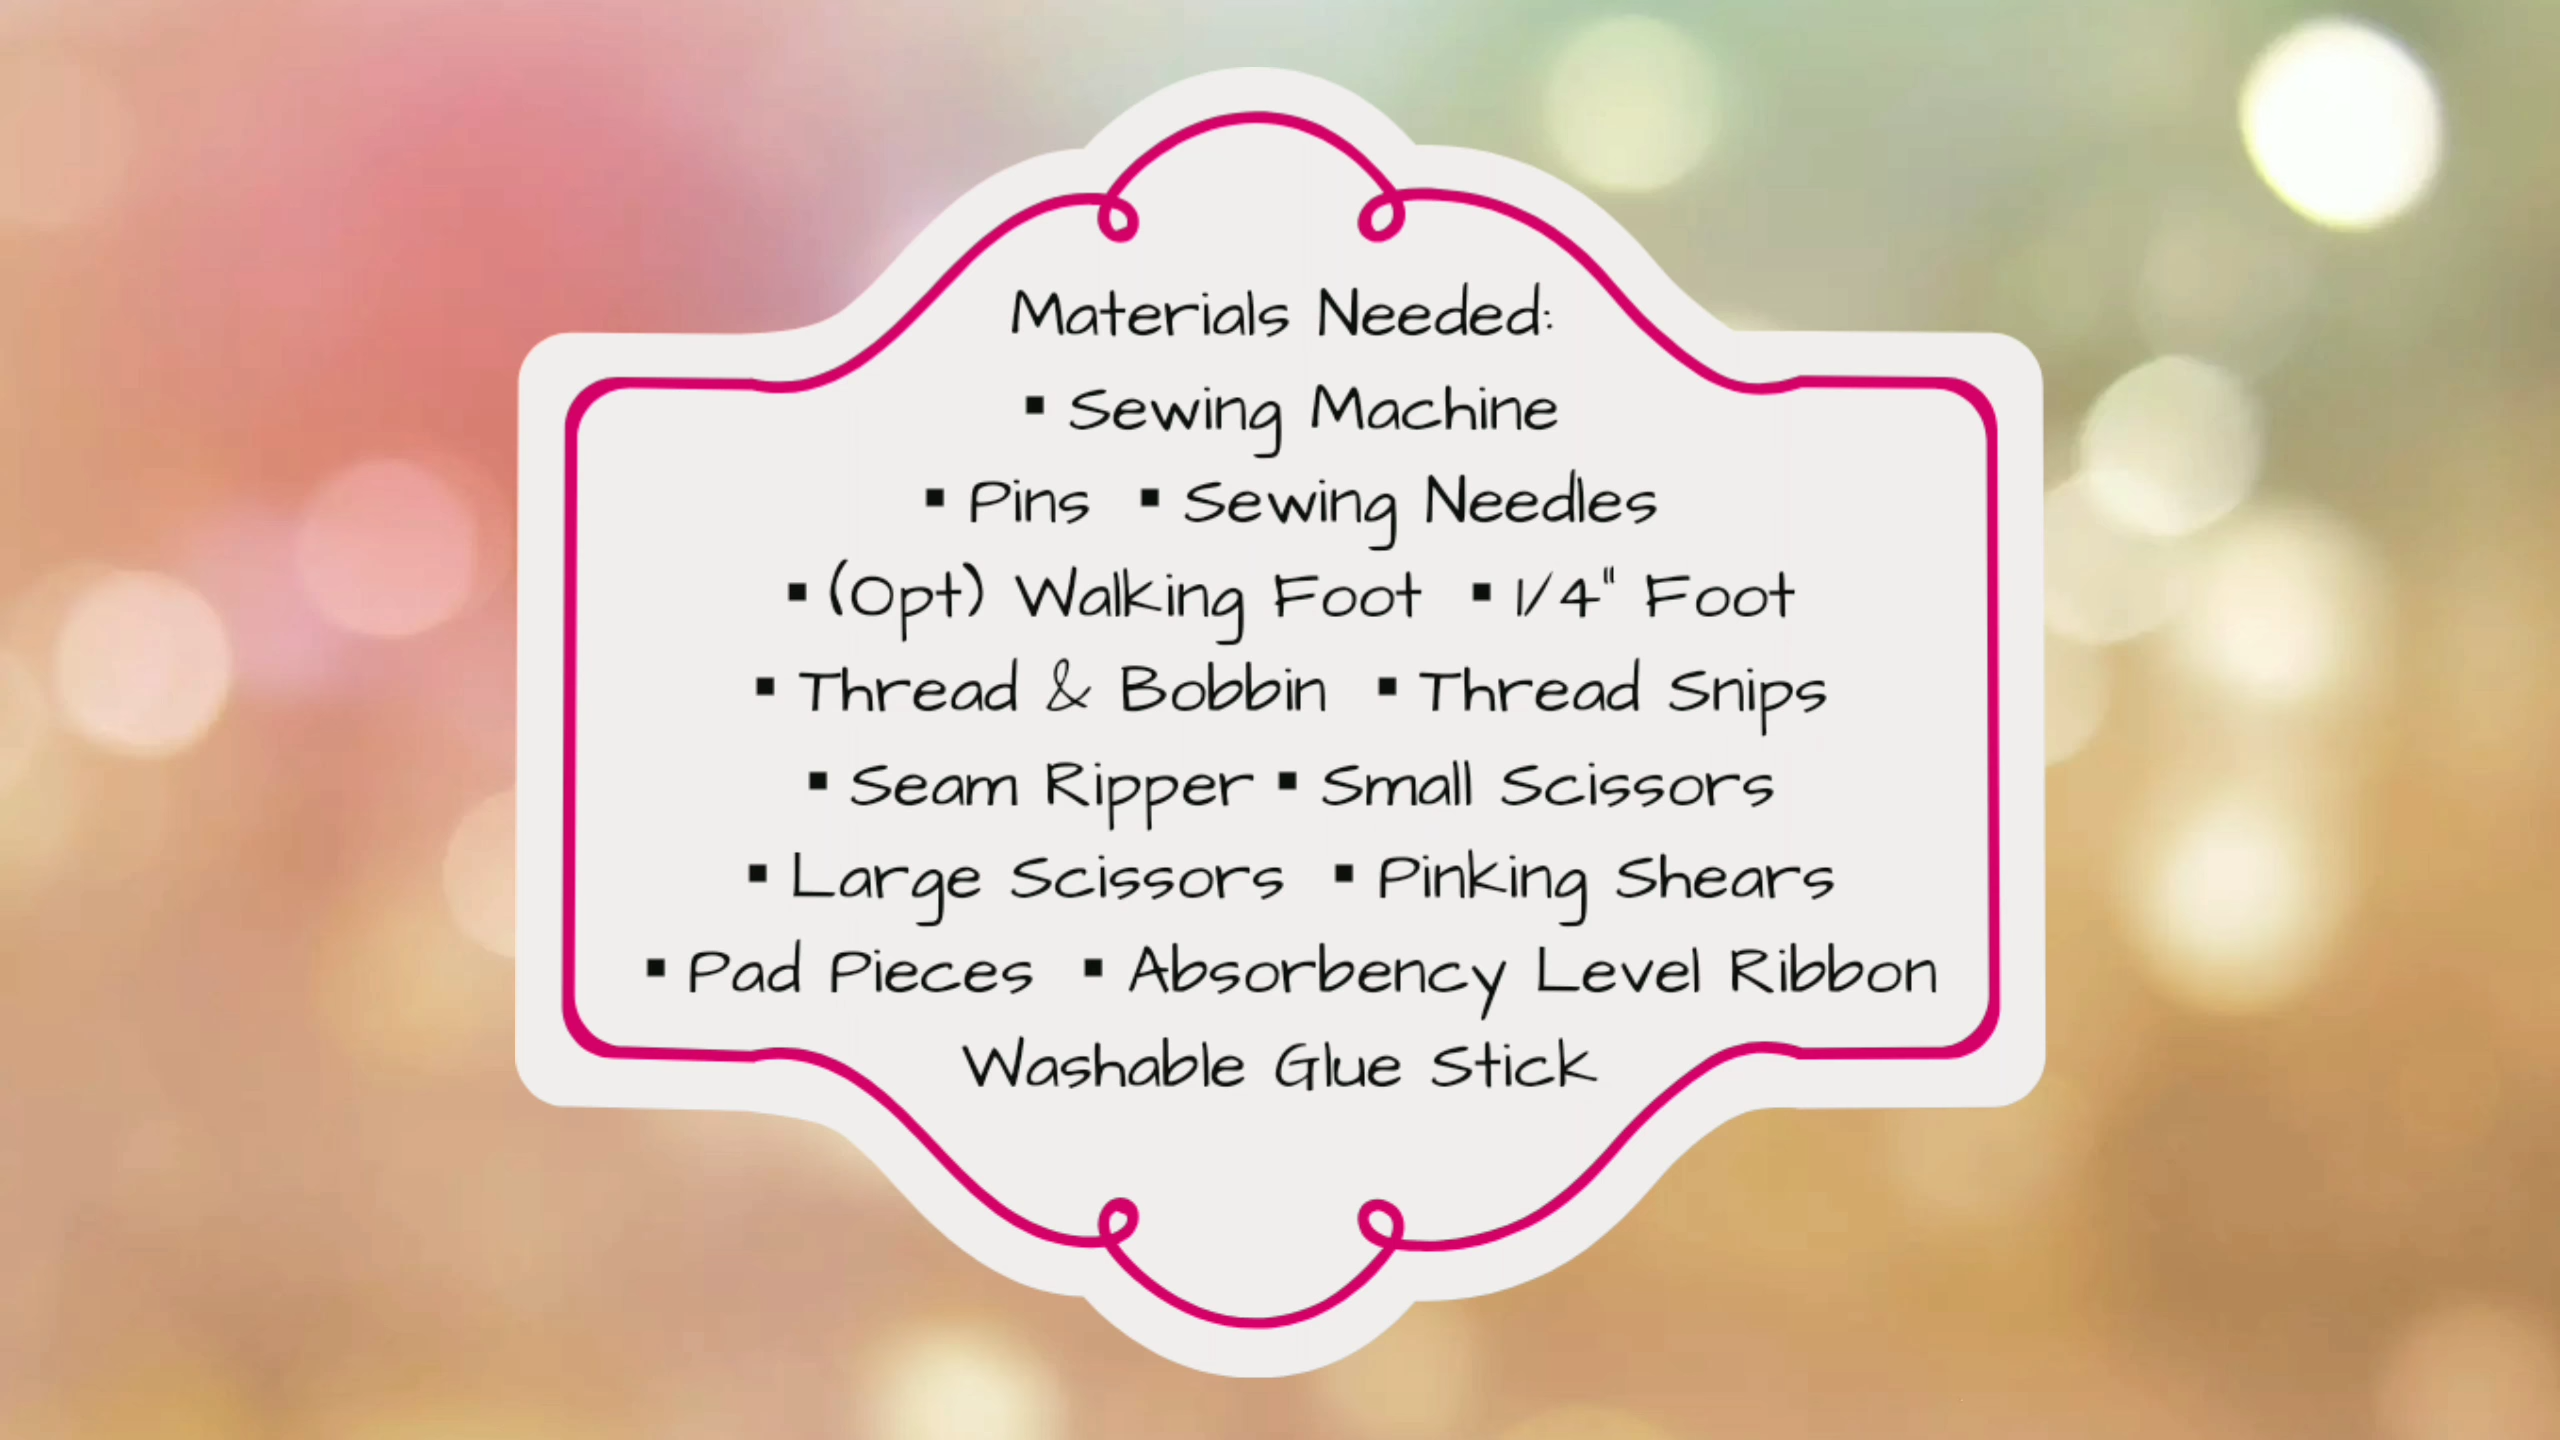 Materials Needed:
▪ Sewing Machine
▪ Pins ▪ Sewing Needles
▪ (Opt) Walking Foot ▪ 1/4" Foot
▪ Thread & Bobbin ▪ Thread Snips
▪ Seam Ripper ▪ Small Scissors
▪ Large Scissors ▪ Pinking Shears
▪ Pad Pieces ▪ Absorbency Level Ribbon
Washable Glue Stick